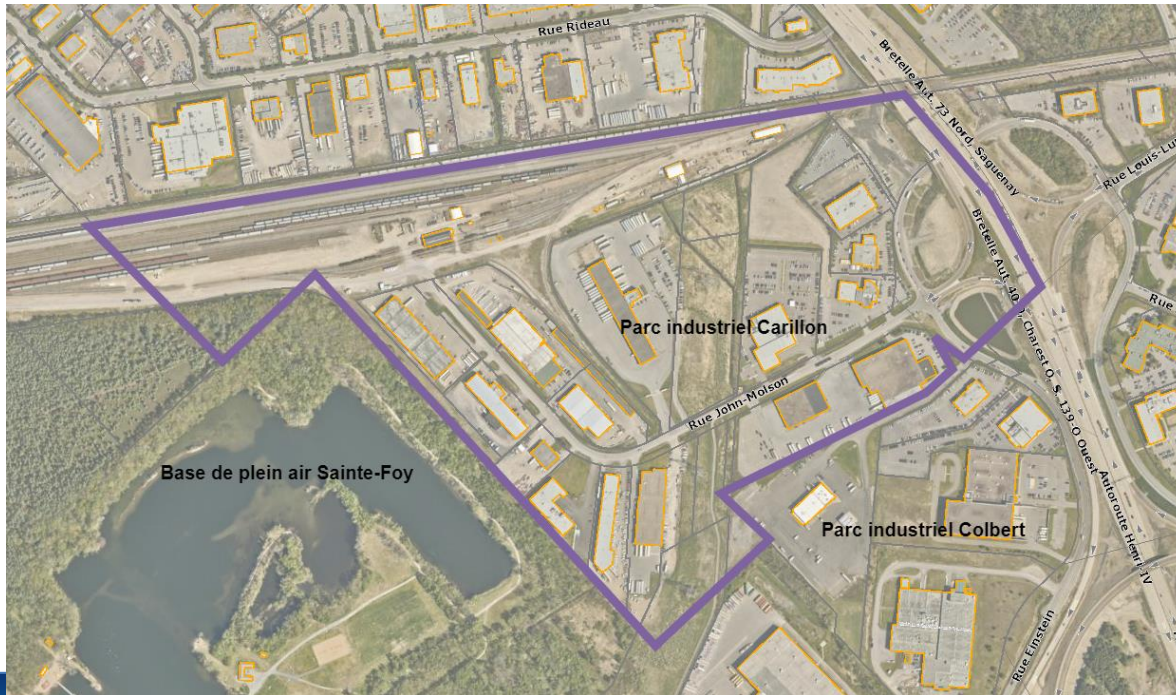 Rue Rideau
Bretelle Aut. 73 Nord, Saguenay
Rue Louis-Lu
Bretelle Aut. 40 O, Charest O, S. 139-O Ouest
Parc industriel Carillon
Rue
Rue John-Molson
Base de plein air Sainte-Foy
Parc industriel Colbert
Autoroute Henri-IV
Rue Einstein